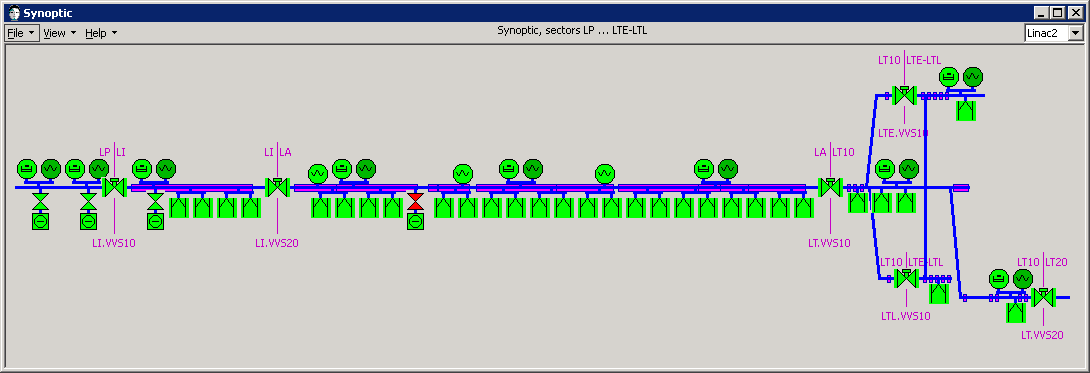 Synoptic
File View Help
Synoptic, sectors LP ... LTE-LTL
Linac2
LT10 LTE-LTL
LTE.VVS10
LP LI
LI LA
LA LT10
LI.VVS10
LI.VVS20
LT.VVS10
LT10 LTE-LTL
LT10 LT20
LTL.VVS10
LT.VVS20